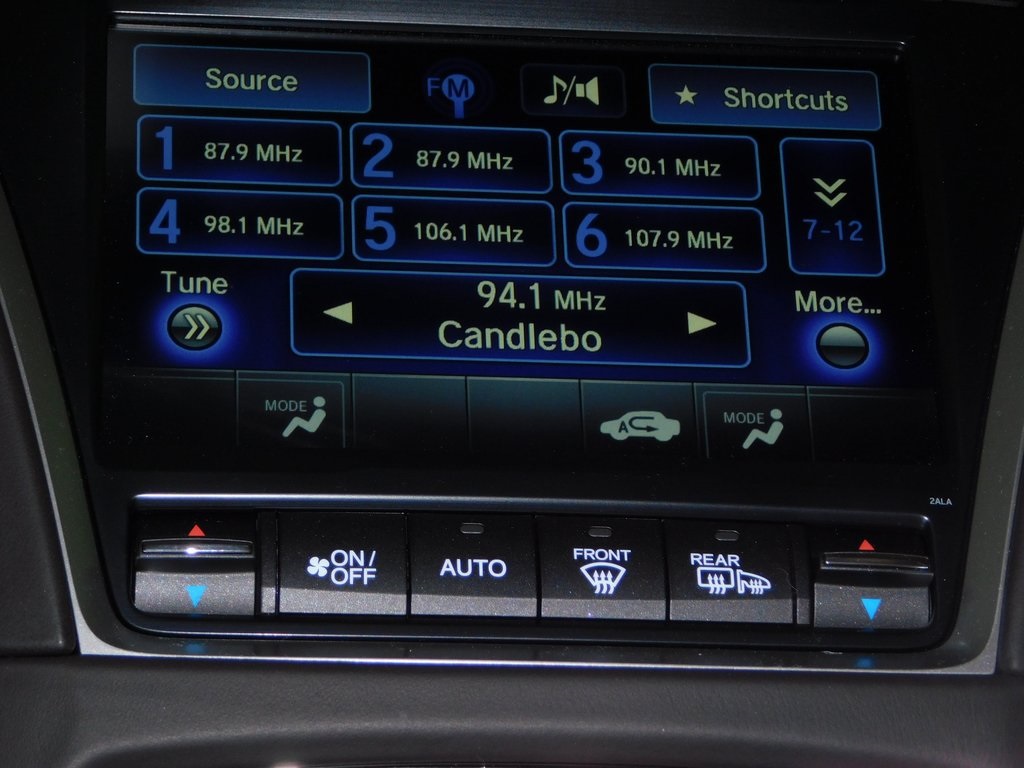 Source
FM
Shortcuts
1 87.9 MHz
2 87.9 MHz
3 90.1 MHz
4 98.1 MHz
5 106.1 MHz
6 107.9 MHz
7-12
Tune
94.1 MHz
Candlebo
More...
MODE
A
MODE
2ALA
ON/
OFF
AUTO
FRONT
REAR